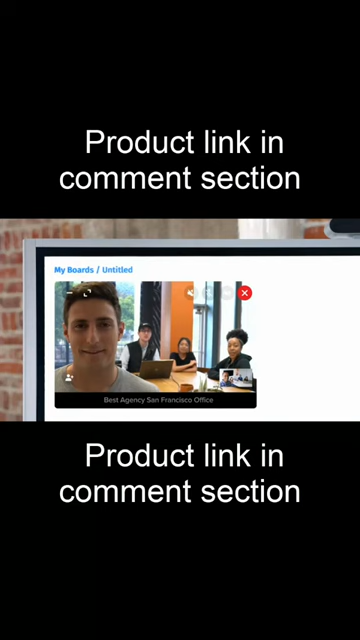 Product link in
comment section
My Boards / Untitled
Best Agency San Francisco Office
Product link in
comment section